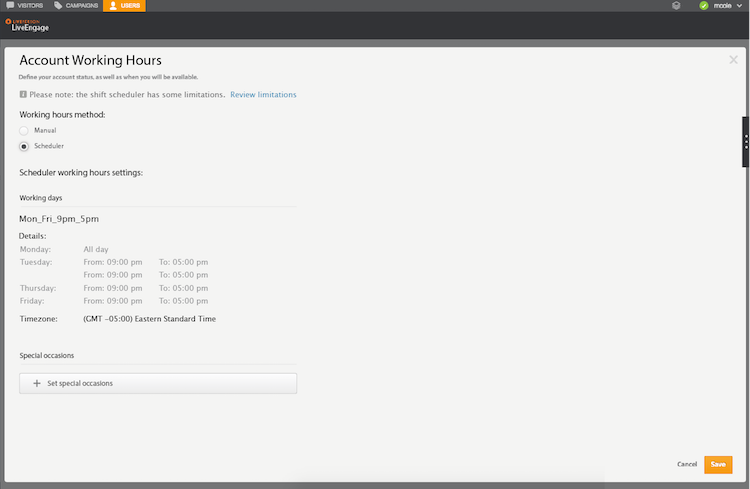 VISITORS CAMPAIGNS USERS
LIVEPERSON
LiveEngage
Account Working Hours
Define your account status, as well as when you will be available.
Please note: the shift scheduler has some limitations. Review limitations
Working hours method:
Manual
Scheduler
Scheduler working hours settings:
Working days
Mon_Fri_9pm_5pm
Details:
Monday: All day
Tuesday: From: 09:00 pm To: 05:00 pm
From: 09:00 pm To: 05:00 pm
Thursday: From: 09:00 pm To: 05:00 pm
Friday: From: 09:00 pm To: 05:00 pm
Timezone: (GMT -05:00) Eastern Standard Time
Special occasions
+ Set special occasions
Cancel Save